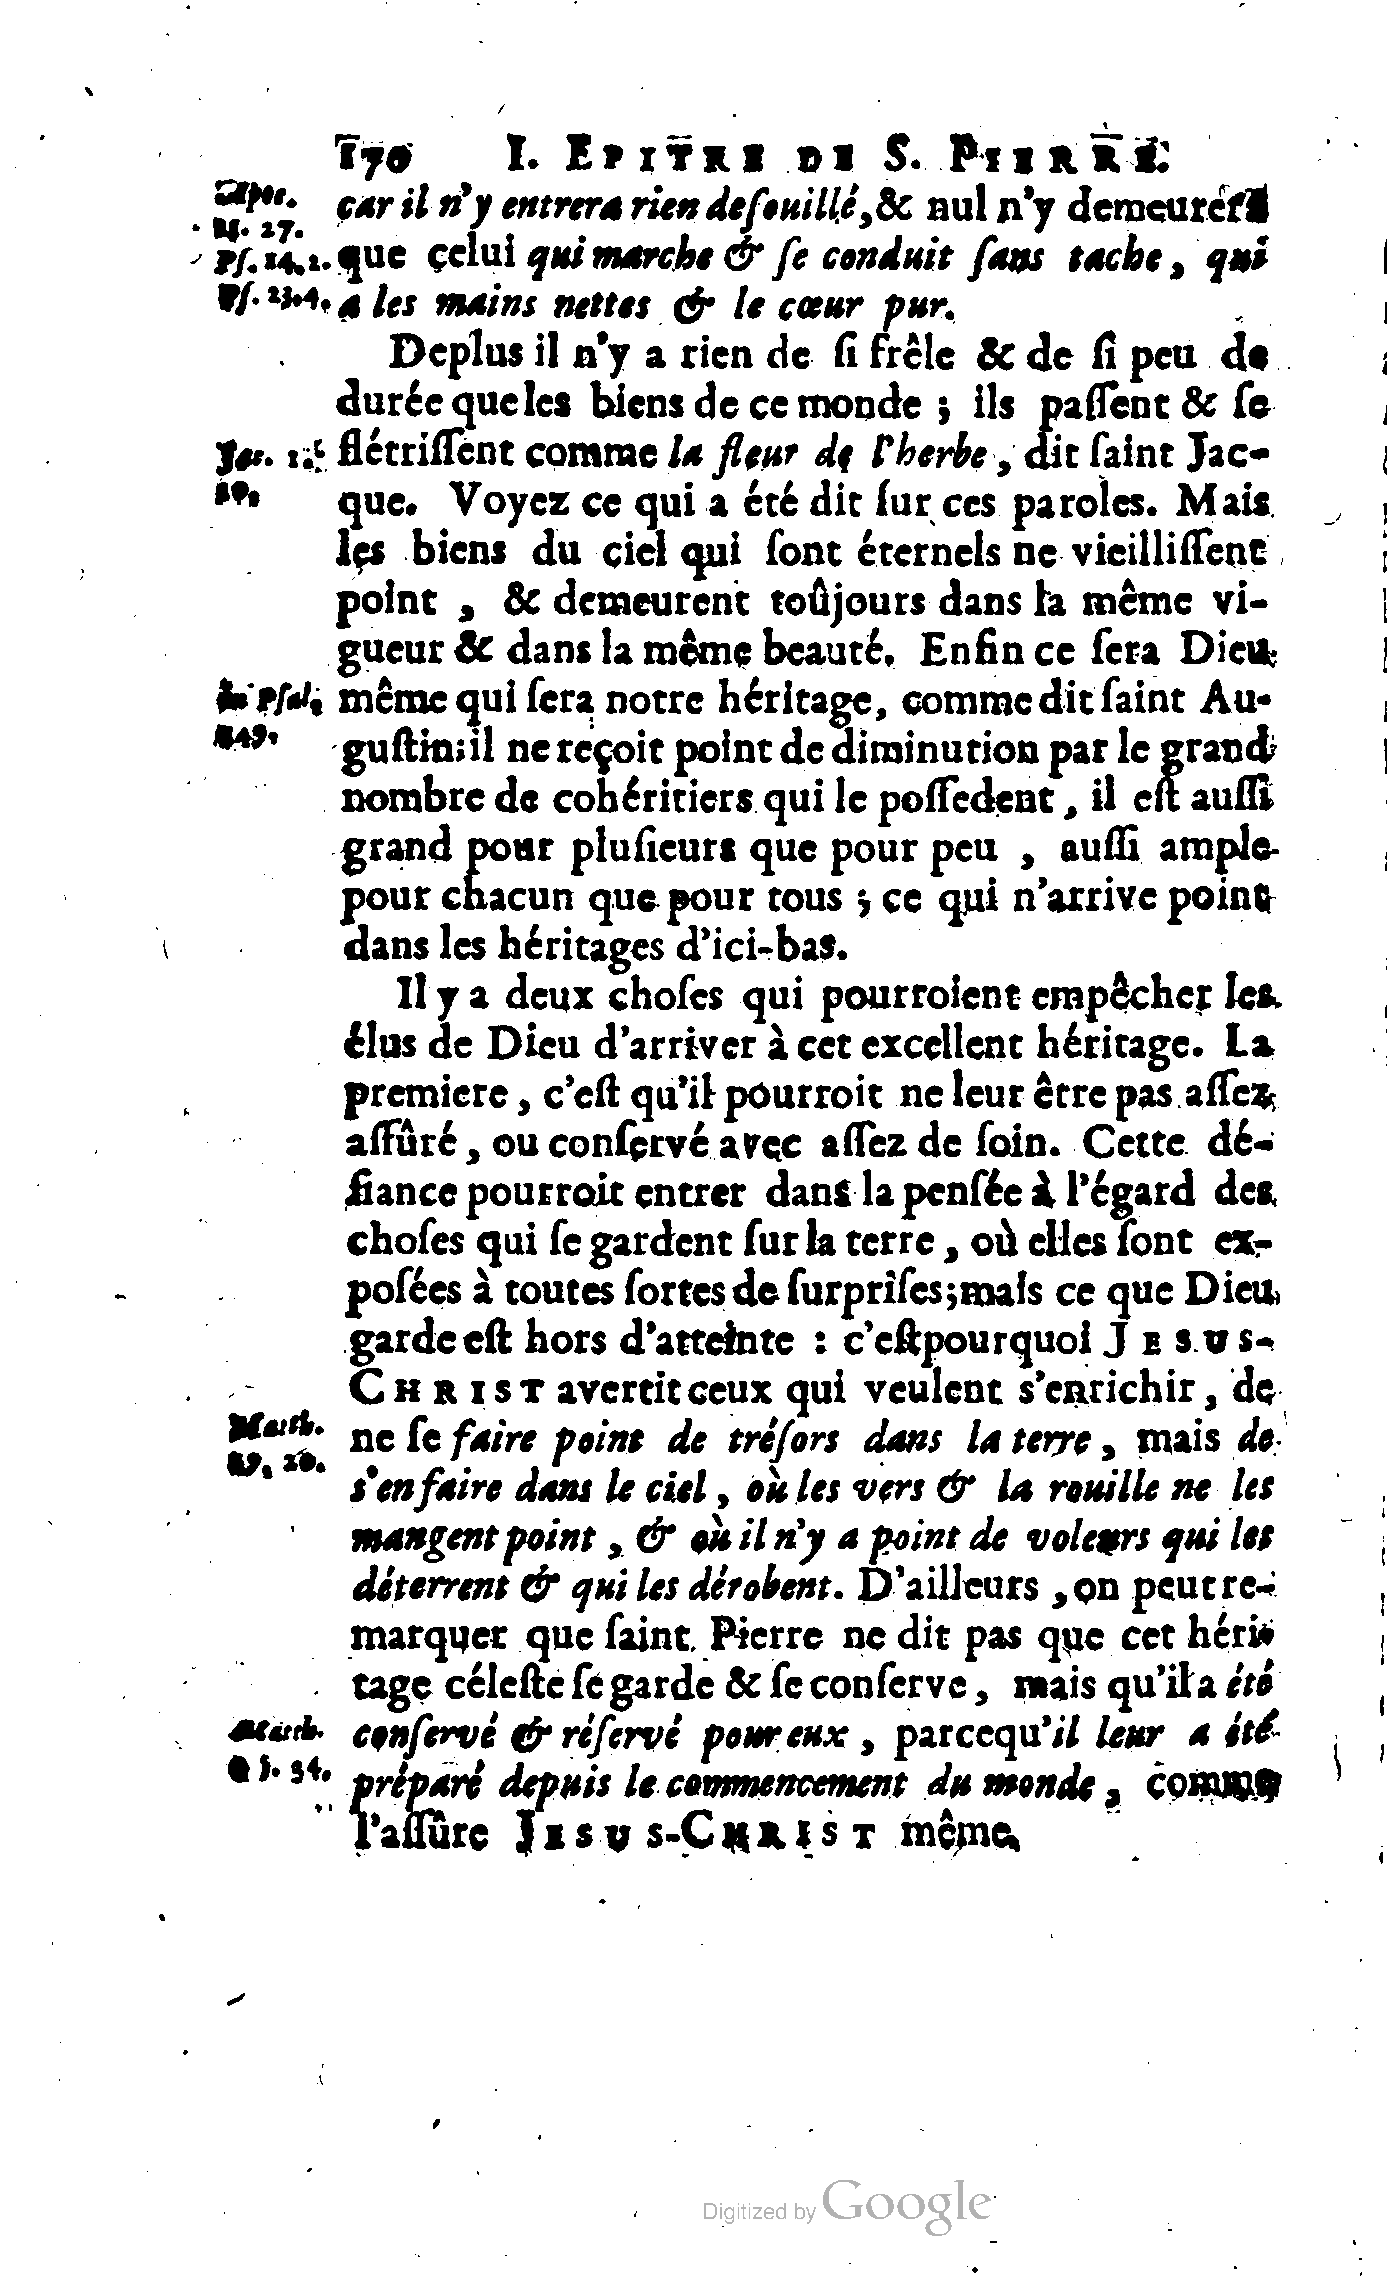 170 I. EPITRE DE S. PIERRE.
Apoc. car il n'y entrera rien de ſouillé, & nul n'y demeurera
27.
Pſ. 14. 2. que celui qui marche & ſe conduit ſans tache, qui
Pſ. 23. 4. a les mains nettes & le cœur pur.
Deplus il n'y a rien de ſi frêle & de ſi peu de
durée que les biens de ce monde ; ils paſſent & ſe
Jac. 1. flétriſſent comme la fleur de l'herbe, dit ſaint Jac-
10. que. Voyez ce qui a été dit ſur ces paroles. Mais
les biens du ciel qui ſont éternels ne vieilliſſent
point , & demeurent toûjours dans la même vi-
gueur & dans la même beauté. Enfin ce ſera Dieu
in Pſal. même qui ſera notre héritage, comme dit ſaint Au-
149. guſtin; il ne reçoit point de diminution par le grand
nombre de cohéritiers qui le poſſedent, il eſt auſſi
grand pour pluſieurs que pour peu , auſſi ample
pour chacun que pour tous ; ce qui n'arrive point
dans les héritages d'ici-bas.
Il y a deux choſes qui pourroient empêcher les
élus de Dieu d'arriver à cet excellent héritage. La
premiere, c'eſt qu'il pourroit ne leur être pas aſſez
aſſûré, ou conſervé avec aſſez de ſoin. Cette dé-
fiance pourroit entrer dans la penſée à l'égard des
choſes qui ſe gardent ſur la terre, où elles ſont ex-
poſées à toutes ſortes de ſurpriſes; mais ce que Dieu
garde eſt hors d'atteinte : c'eſtpourquoi JESUS-
CHRIST avertit ceux qui veulent s'enrichir, de
Matth. ne ſe faire point de tréſors dans la terre, mais de
19. 20. s'en faire dans le ciel, où les vers & la rouille ne les
mangent point, & où il n'y a point de voleurs qui les
déterrent & qui les dérobent. D'ailleurs, on peut re-
marquer que ſaint Pierre ne dit pas que cet héri-
tage céleſte ſe garde & ſe conſerve, mais qu'il a été
Matth. conſervé & réſervé pour eux, parcequ'il leur a été
34. préparé depuis le commencement du monde, comme
l'aſſûre JESUS-CHRIST même.
Digitized by Google